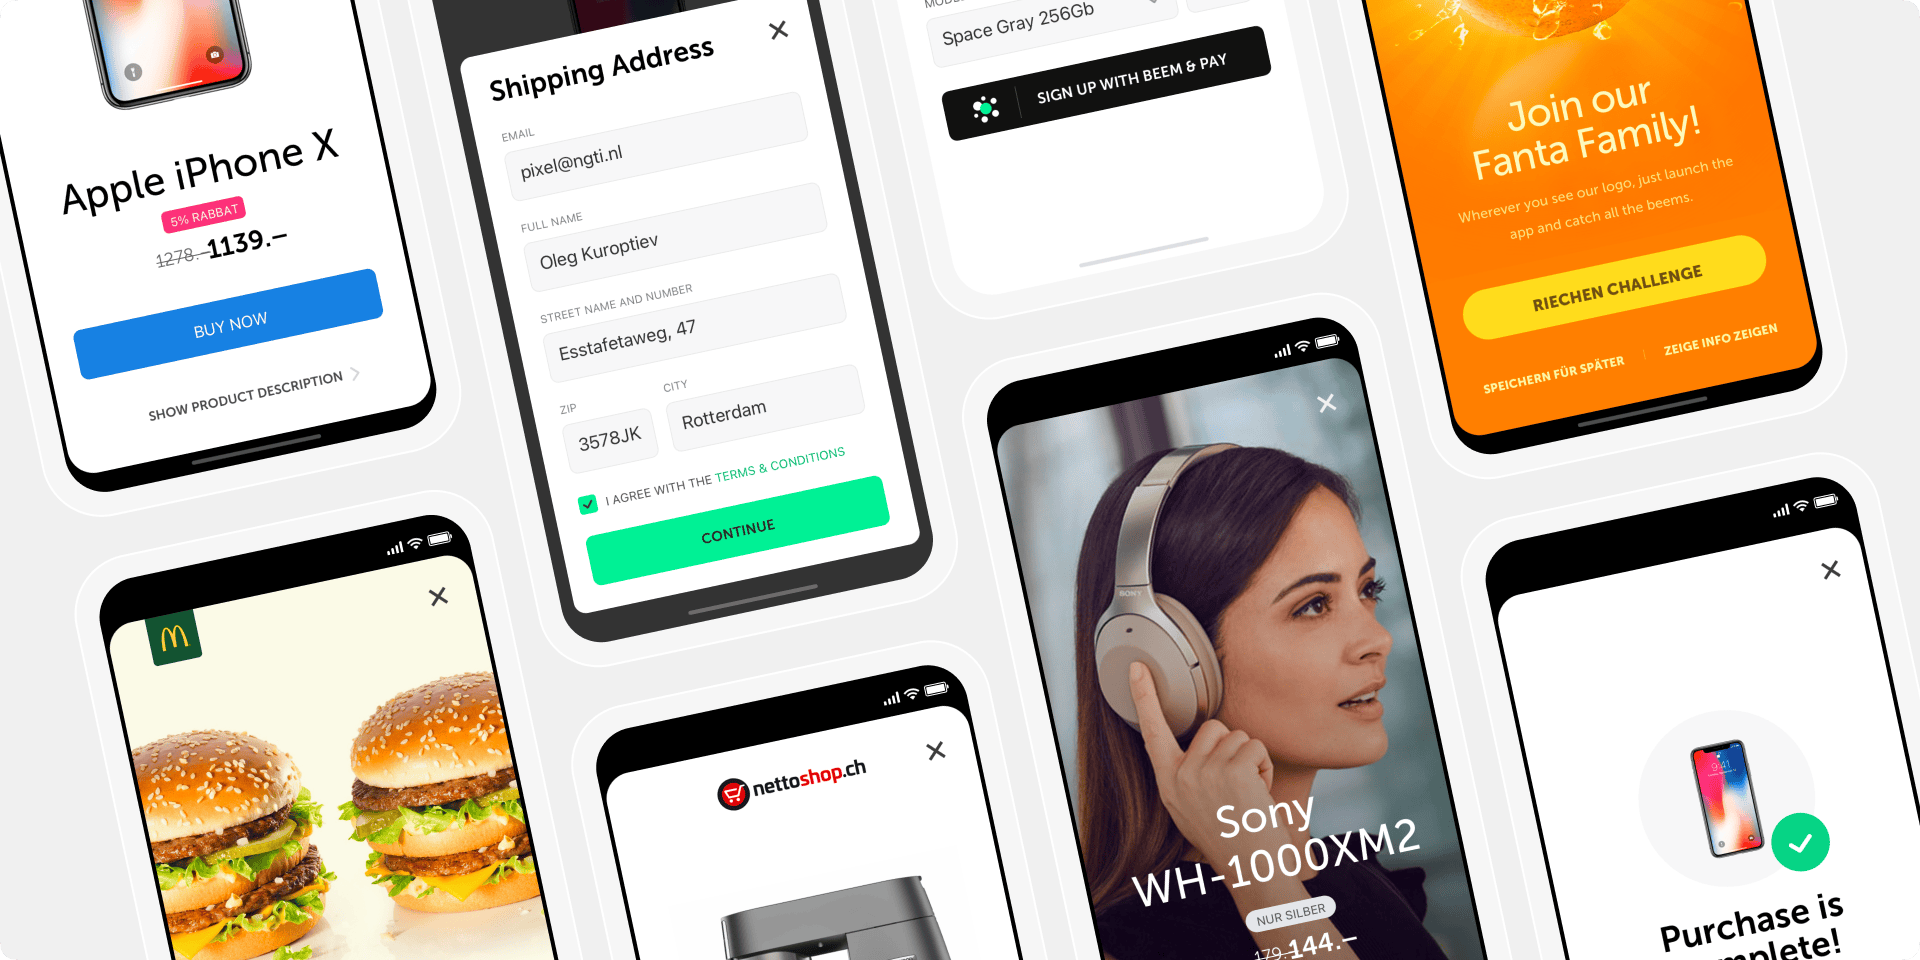 Apple iPhone X
5% RABBAT
1278.– 1139.–
BUY NOW
SHOW PRODUCT DESCRIPTION
Shipping Address
EMAIL
pixel@ngti.nl
FULL NAME
Oleg Kuroptiev
STREET NAME AND NUMBER
Esstafetaweg, 47
ZIP
CITY
3578JK
Rotterdam
I AGREE WITH THE TERMS & CONDITIONS
CONTINUE
Space Gray 256Gb
SIGN UP WITH BEEM & PAY
Join our
Fanta Family!
Wherever you see our logo, just launch the
app and catch all the beems.
RIECHEN CHALLENGE
SPEICHERN FÜR SPÄTER
ZEIGE INFO ZEIGEN
nettoshop.ch
SONY
Sony
WH-1000XM2
NUR SILBER
179.– 144.–
9:41
Purchase is